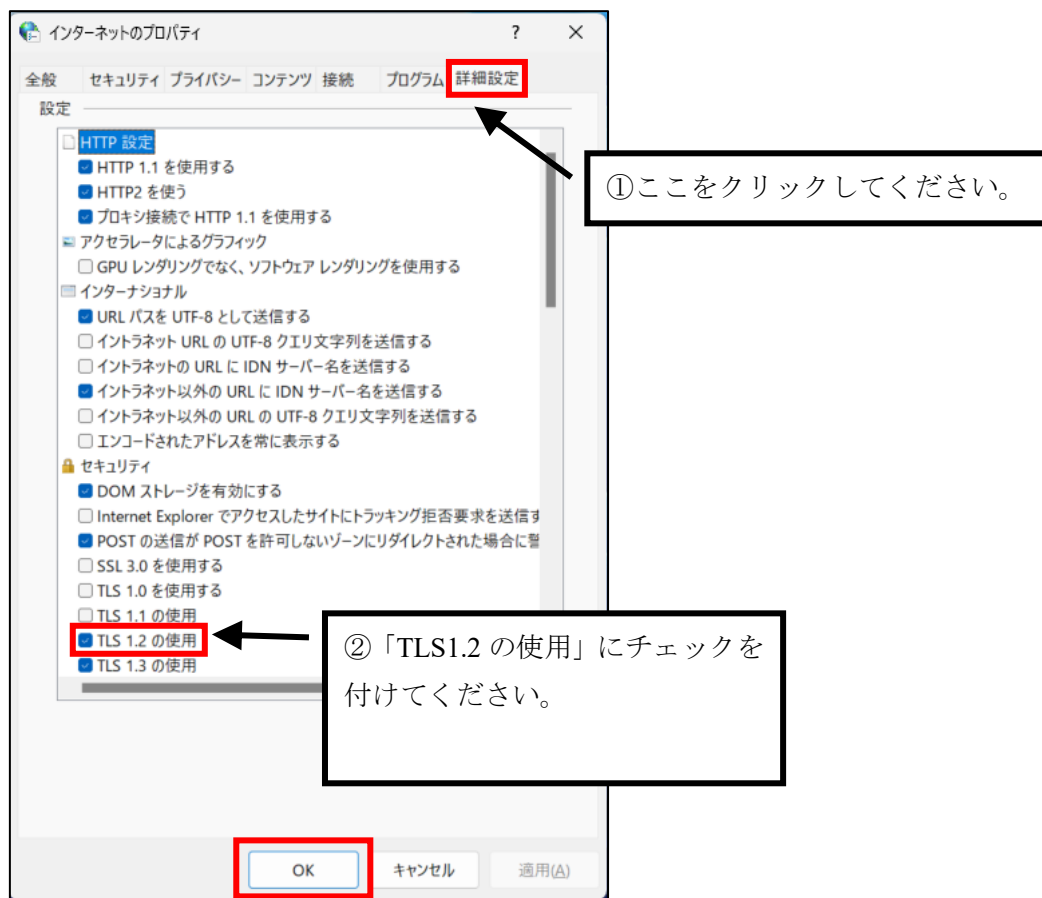 インターネットのプロパティ ? ×
全般 セキュリティ プライバシー コンテンツ 接続 プログラム 詳細設定
設定
HTTP 設定
HTTP 1.1 を使用する
HTTP2 を使う
プロキシ接続で HTTP 1.1 を使用する
アクセラレータによるグラフィック
GPU レンダリングでなく、ソフトウェア レンダリングを使用する
インターナショナル
URL パスを UTF-8 として送信する
イントラネット URL の UTF-8 クエリ文字列を送信する
イントラネットの URL に IDN サーバー名を送信する
イントラネット以外の URL に IDN サーバー名を送信する
イントラネット以外の URL の UTF-8 クエリ文字列を送信する
エンコードされたアドレスを常に表示する
セキュリティ
DOM ストレージを有効にする
Internet Explorer でアクセスしたサイトにトラッキング拒否要求を送信す
POST の送信が POST を許可しないゾーンにリダイレクトされた場合に警
SSL 3.0 を使用する
TLS 1.0 を使用する
TLS 1.1 の使用
TLS 1.2 の使用
TLS 1.3 の使用
①ここをクリックしてください。
②「TLS1.2 の使用」にチェックを
付けてください。
OK キャンセル 適用(A)